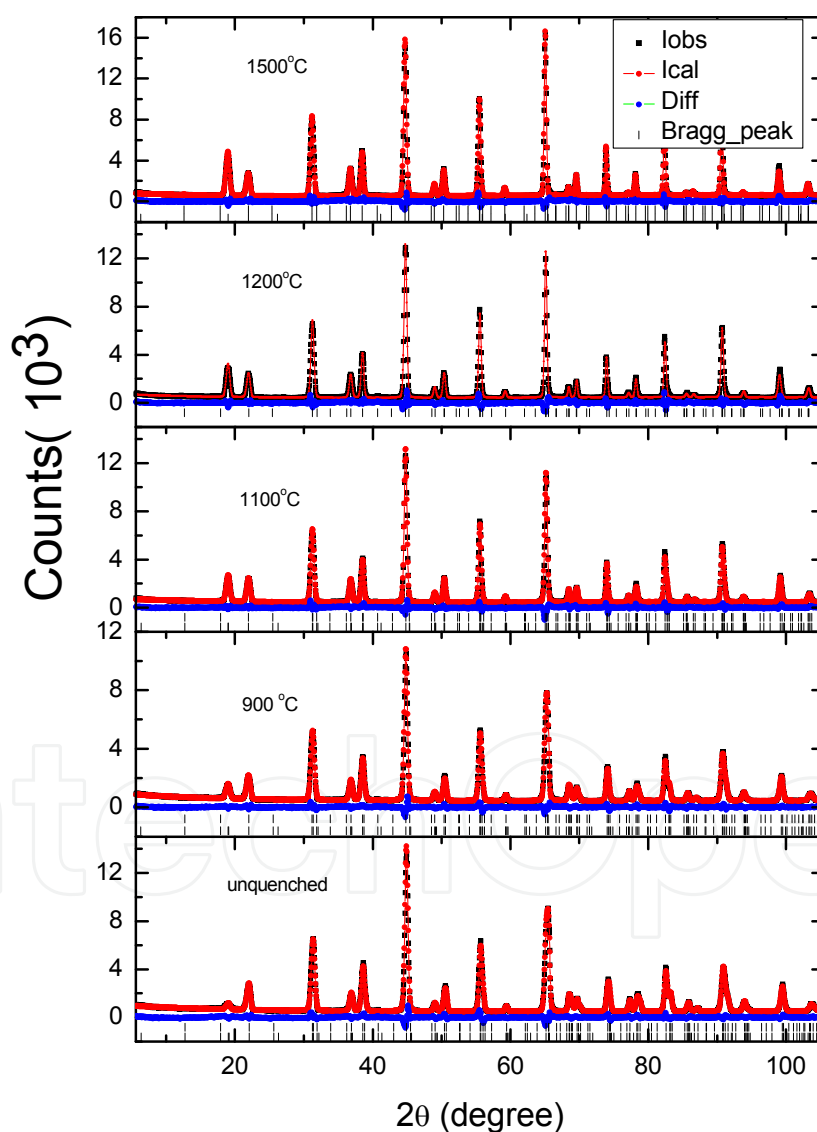 Iobs
Ical
Diff
Bragg_peak
1500°C
16
12
8
4
0
1200°C
12
8
4
0
1100°C
12
8
4
0
12
900 °C
8
4
0
unquenched
12
8
4
0
Counts( 10³)
20 40 60 80 100
2θ (degree)
IntechOpe